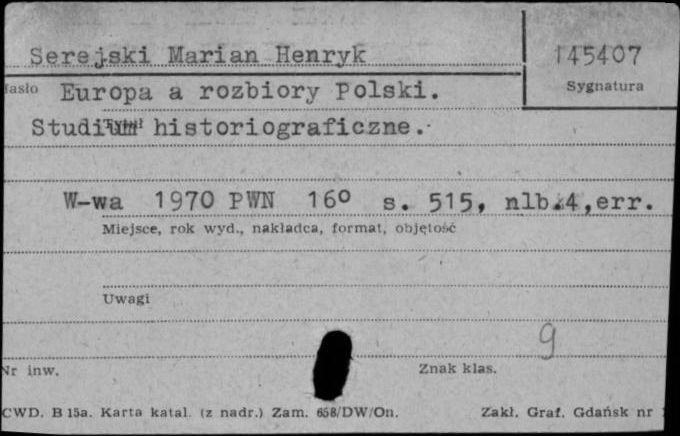 Serejski Marian Henryk
145407
Hasło Europa a rozbiory Polski.
Sygnatura
Studium historiograficzne.
W-wa 1970 PWN 16º s. 515, nlb.4,err.
Miejsce, rok wyd., nakładca, format, objętość
Uwagi
9
Nr inw.
Znak klas.
CWD. B 15a. Karta katal. (z nadr.) Zam. 658/DW/On.
Zakł. Graf. Gdańsk nr